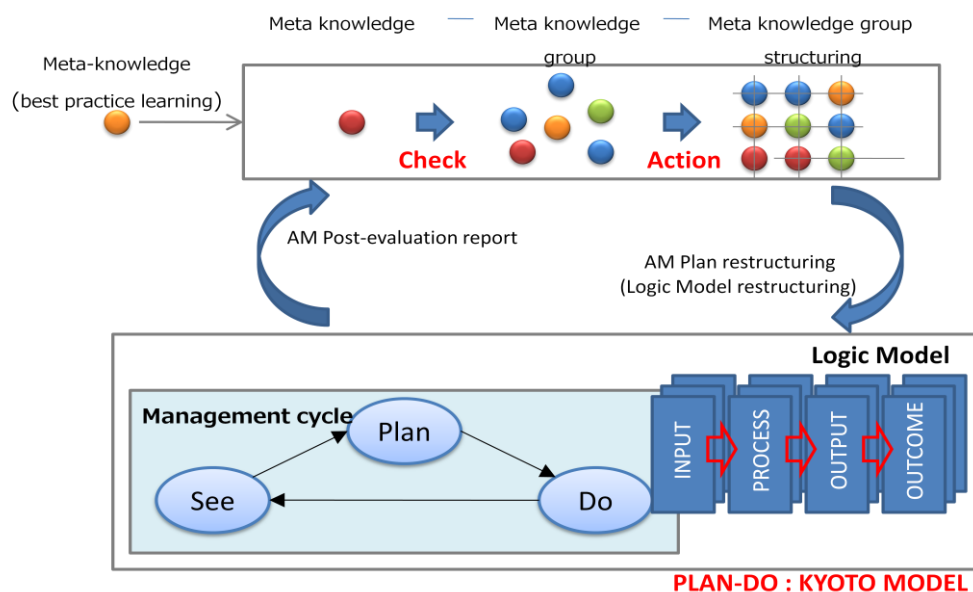 Meta knowledge — Meta knowledge — Meta knowledge group
group structuring
Meta-knowledge
(best practice learning)
Check
Action
AM Post-evaluation report
AM Plan restructuring
(Logic Model restructuring)
Logic Model
Management cycle
Plan
See
Do
INPUT
PROCESS
OUTPUT
OUTCOME
PLAN-DO : KYOTO MODEL